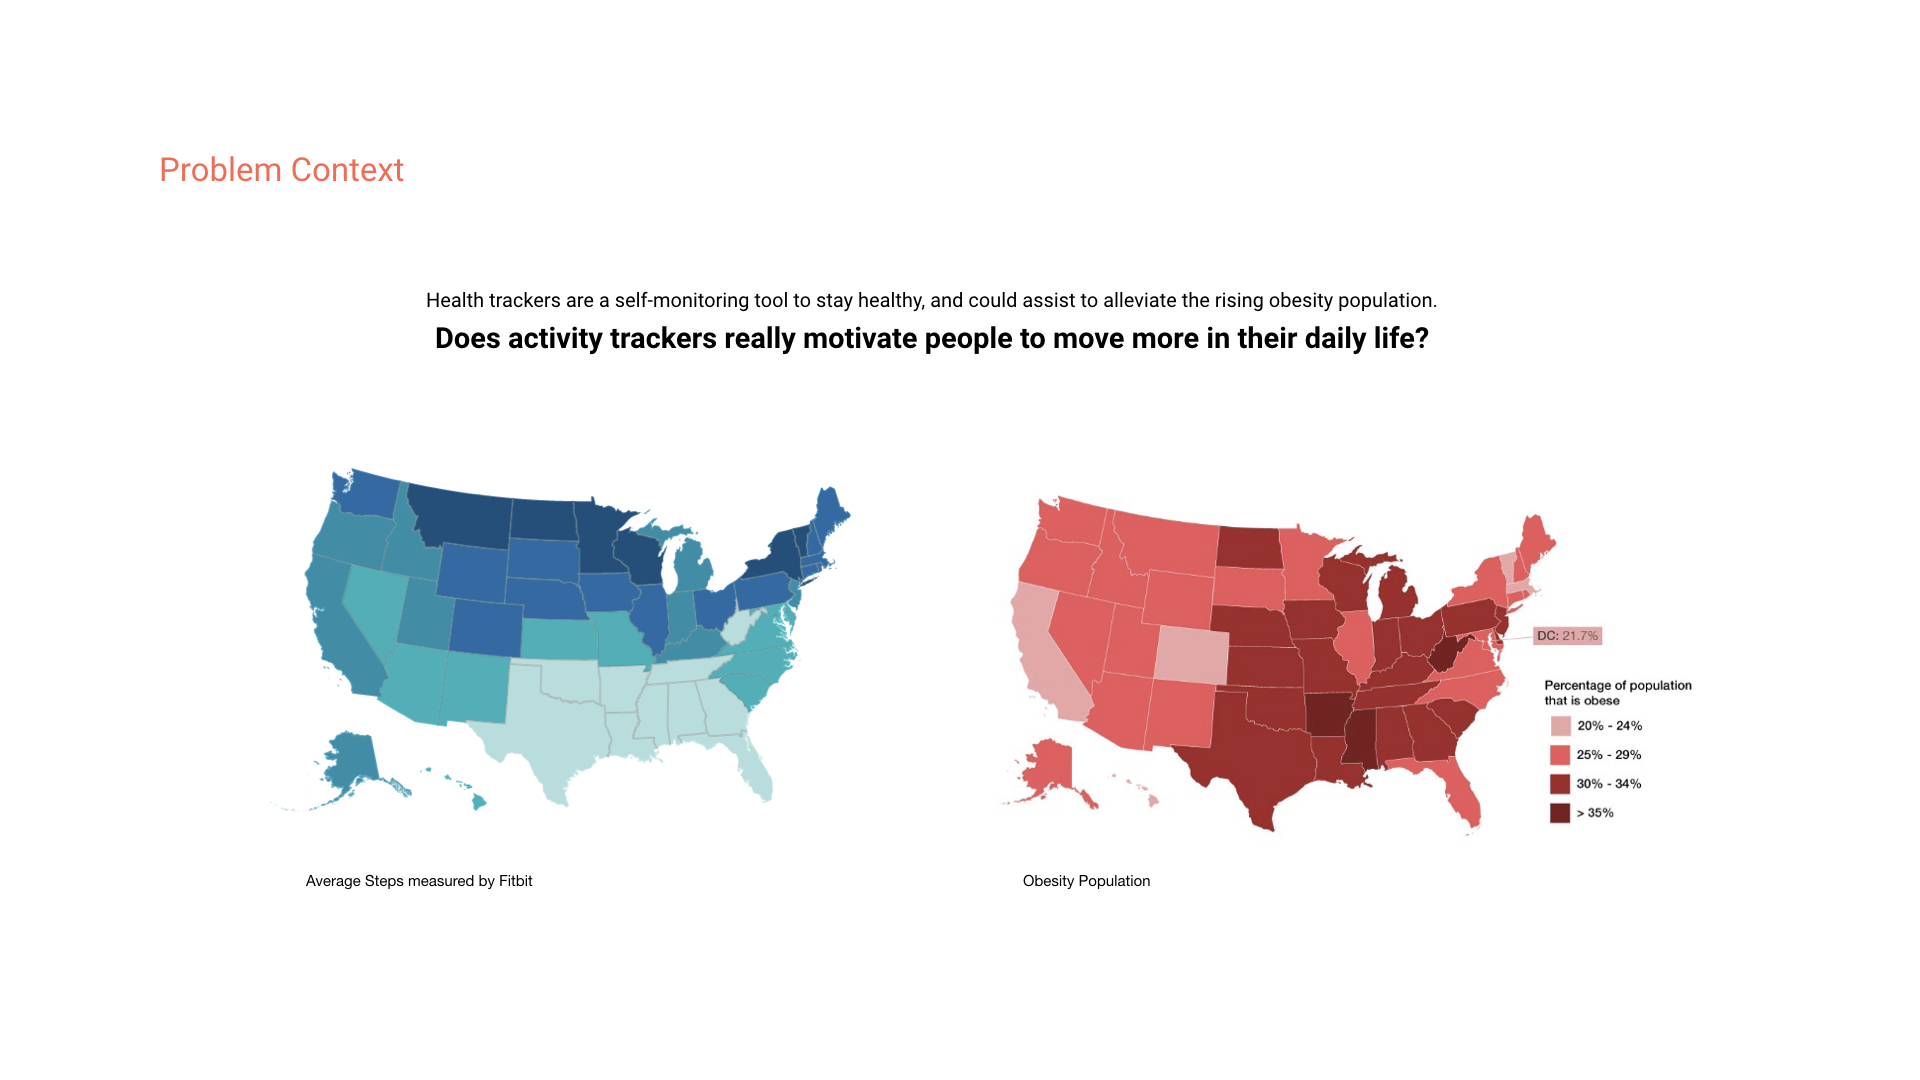 Problem Context
Health trackers are a self-monitoring tool to stay healthy, and could assist to alleviate the rising obesity population.
Does activity trackers really motivate people to move more in their daily life?
DC: 21.7%
Percentage of population
that is obese
20% - 24%
25% - 29%
30% - 34%
> 35%
Average Steps measured by Fitbit
Obesity Population